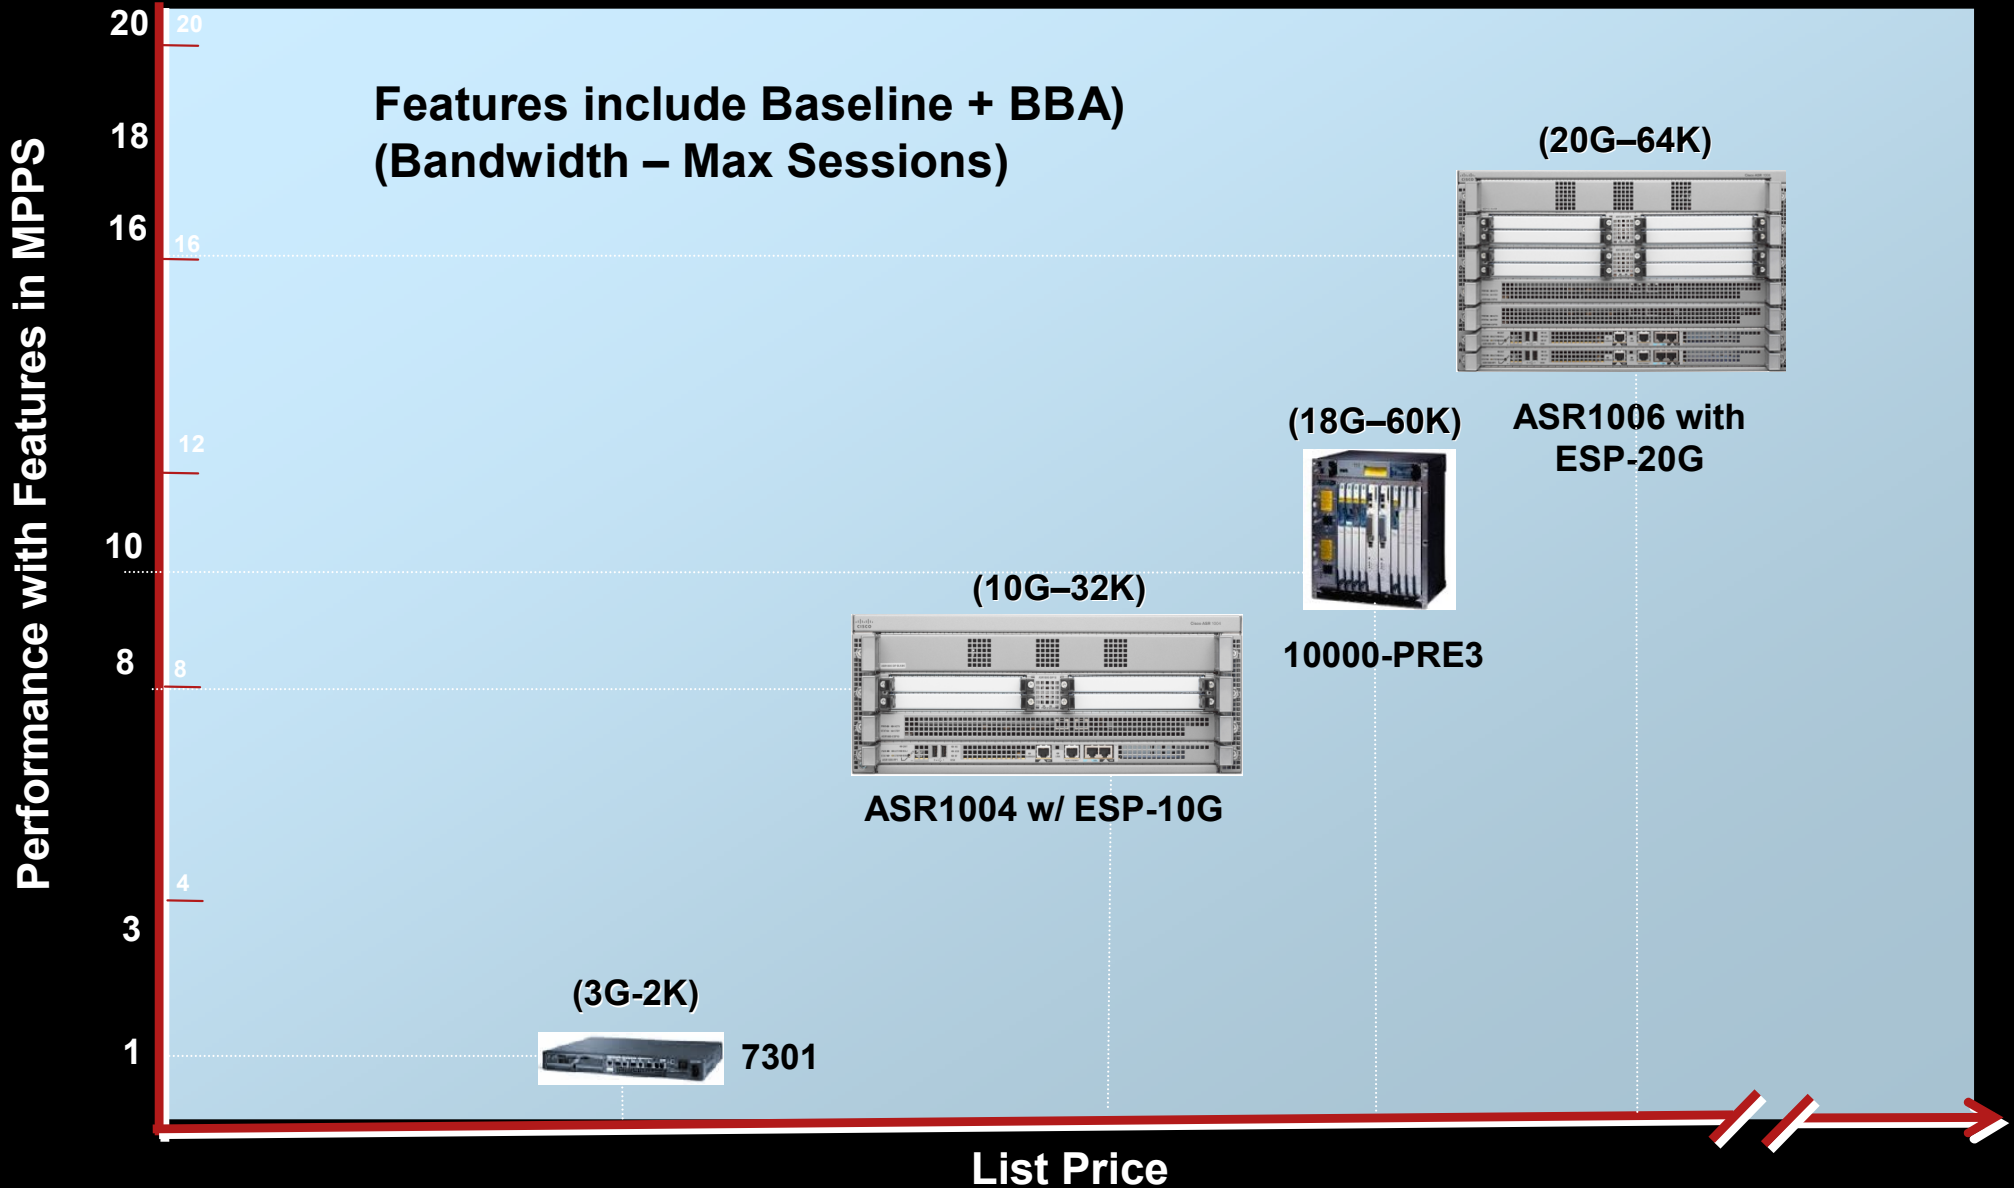 20
20
Features include Baseline + BBA)
(Bandwidth – Max Sessions)
18
(20G–64K)
16
16
Performance with Features in MPPS
12
(18G–60K)
ASR1006 with
ESP-20G
10
(10G–32K)
10000-PRE3
8
8
ASR1004 w/ ESP-10G
4
3
(3G-2K)
1
7301
List Price